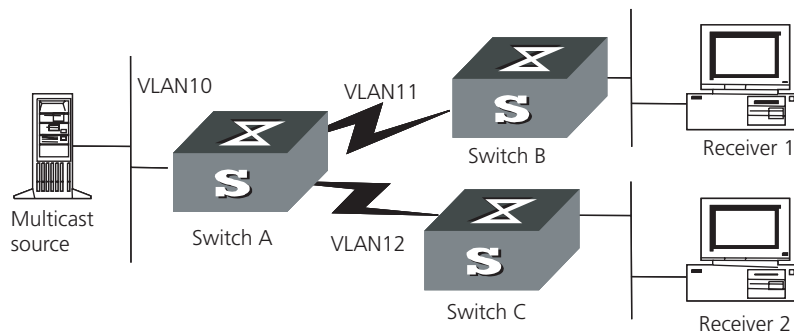 VLAN10
VLAN11
S
Switch B
Receiver 1
S
Multicast
source
Switch A
VLAN12
S
Switch C
Receiver 2